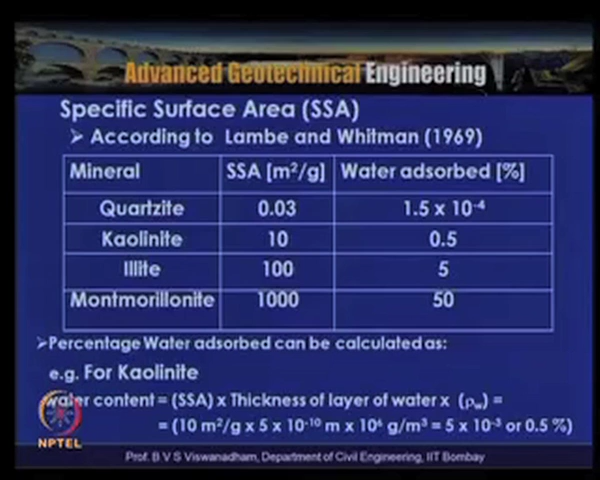 Advanced Geotechnical Engineering
Specific Surface Area (SSA)
➢ According to Lambe and Whitman (1969)
Mineral SSA [m²/g] Water adsorbed [%]
Quartzite 0.03 1.5 x 10⁻⁴
Kaolinite 10 0.5
Illite 100 5
Montmorillonite 1000 50
➢Percentage Water adsorbed can be calculated as:
e.g. For Kaolinite
water content = (SSA) x Thickness of layer of water x (ρw) =
= (10 m²/g x 5 x 10⁻¹⁰ m x 10⁶ g/m³ = 5 x 10⁻³ or 0.5 %)
NPTEL
Prof. B V S Viswanadham, Department of Civil Engineering, IIT Bombay